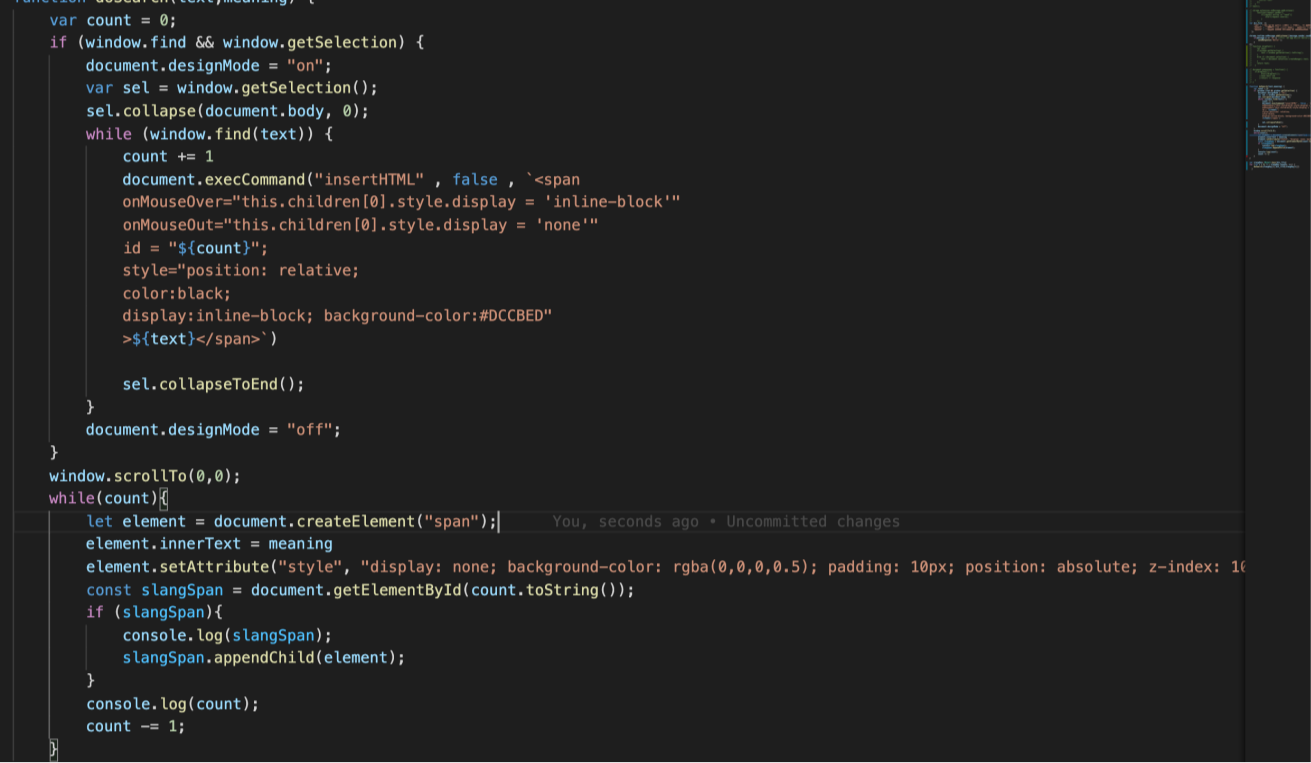 function doSearch(text,meaning) {
var count = 0;
if (window.find && window.getSelection) {
document.designMode = "on";
var sel = window.getSelection();
sel.collapse(document.body, 0);
while (window.find(text)) {
count += 1
document.execCommand("insertHTML" , false , `<span
onMouseOver="this.children[0].style.display = 'inline-block'"
onMouseOut="this.children[0].style.display = 'none'"
id = "${count}";
style="position: relative;
color:black;
display:inline-block; background-color:#DCCBED"
>${text}</span>`)
sel.collapseToEnd();
}
document.designMode = "off";
}
window.scrollTo(0,0);
while(count){
let element = document.createElement("span"); You, seconds ago • Uncommitted changes
element.innerText = meaning
element.setAttribute("style", "display: none; background-color: rgba(0,0,0,0.5); padding: 10px; position: absolute; z-index: 10
const slangSpan = document.getElementById(count.toString());
if (slangSpan){
console.log(slangSpan);
slangSpan.appendChild(element);
}
console.log(count);
count -= 1;
}